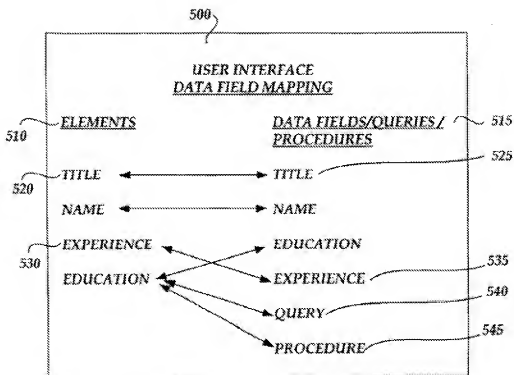 500
USER INTERFACE
DATA FIELD MAPPING
510 ELEMENTS DATA FIELDS/QUERIES / 515
PROCEDURES
520 TITLE TITLE 525
NAME NAME
530 EXPERIENCE EDUCATION
EDUCATION EXPERIENCE 535
QUERY 540
PROCEDURE 545